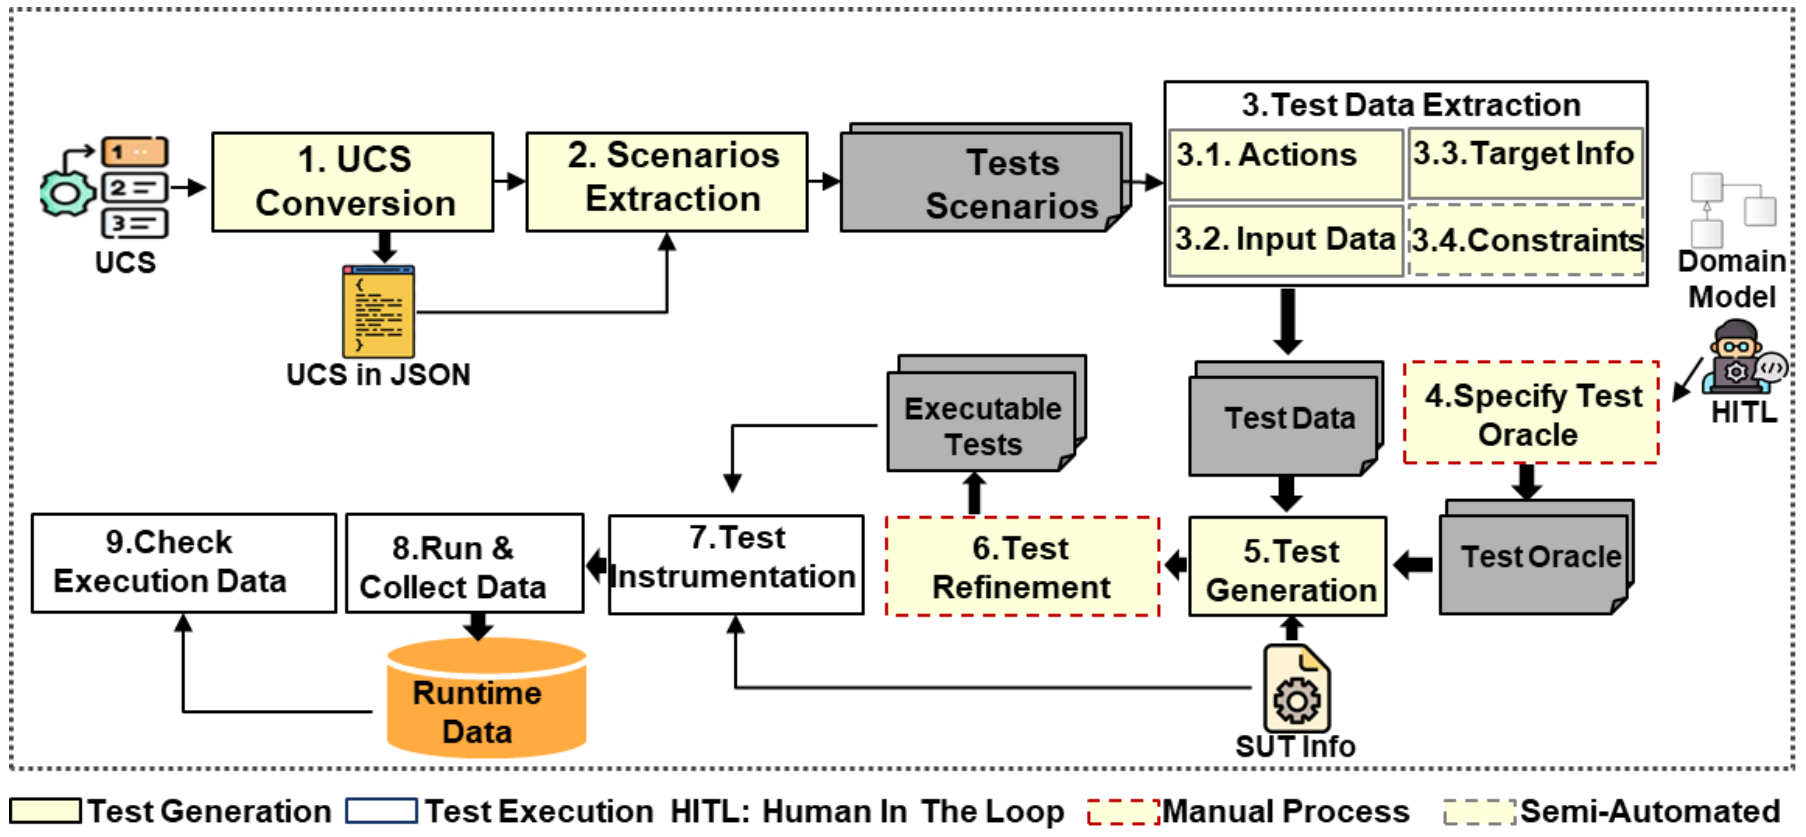 1 ··
2 =
3 =
UCS
1. UCS
Conversion
2. Scenarios
Extraction
Tests
Scenarios
3.Test Data Extraction
3.1. Actions
3.3.Target Info
3.2. Input Data
3.4.Constraints
Domain
Model
{
}
UCS in JSON
Executable
Tests
Test Data
4.Specify Test
Oracle
</>
HITL
9.Check
Execution Data
8.Run &
Collect Data
7.Test
Instrumentation
6.Test
Refinement
5.Test
Generation
Test Oracle
Runtime
Data
SUT Info
Test Generation
Test Execution
HITL: Human In The Loop
Manual Process
Semi-Automated